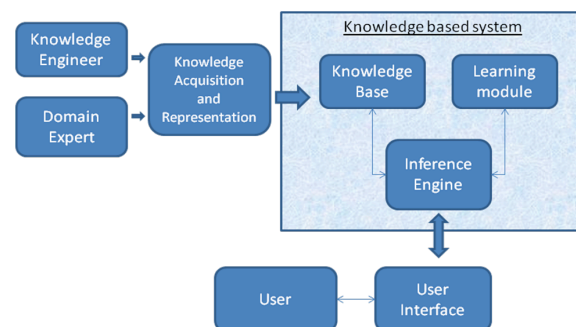 Knowledge based system
Knowledge
Engineer
Knowledge
Acquisition
and
Representation
Domain
Expert
Knowledge
Base
Learning
module
Inference
Engine
User
User
Interface